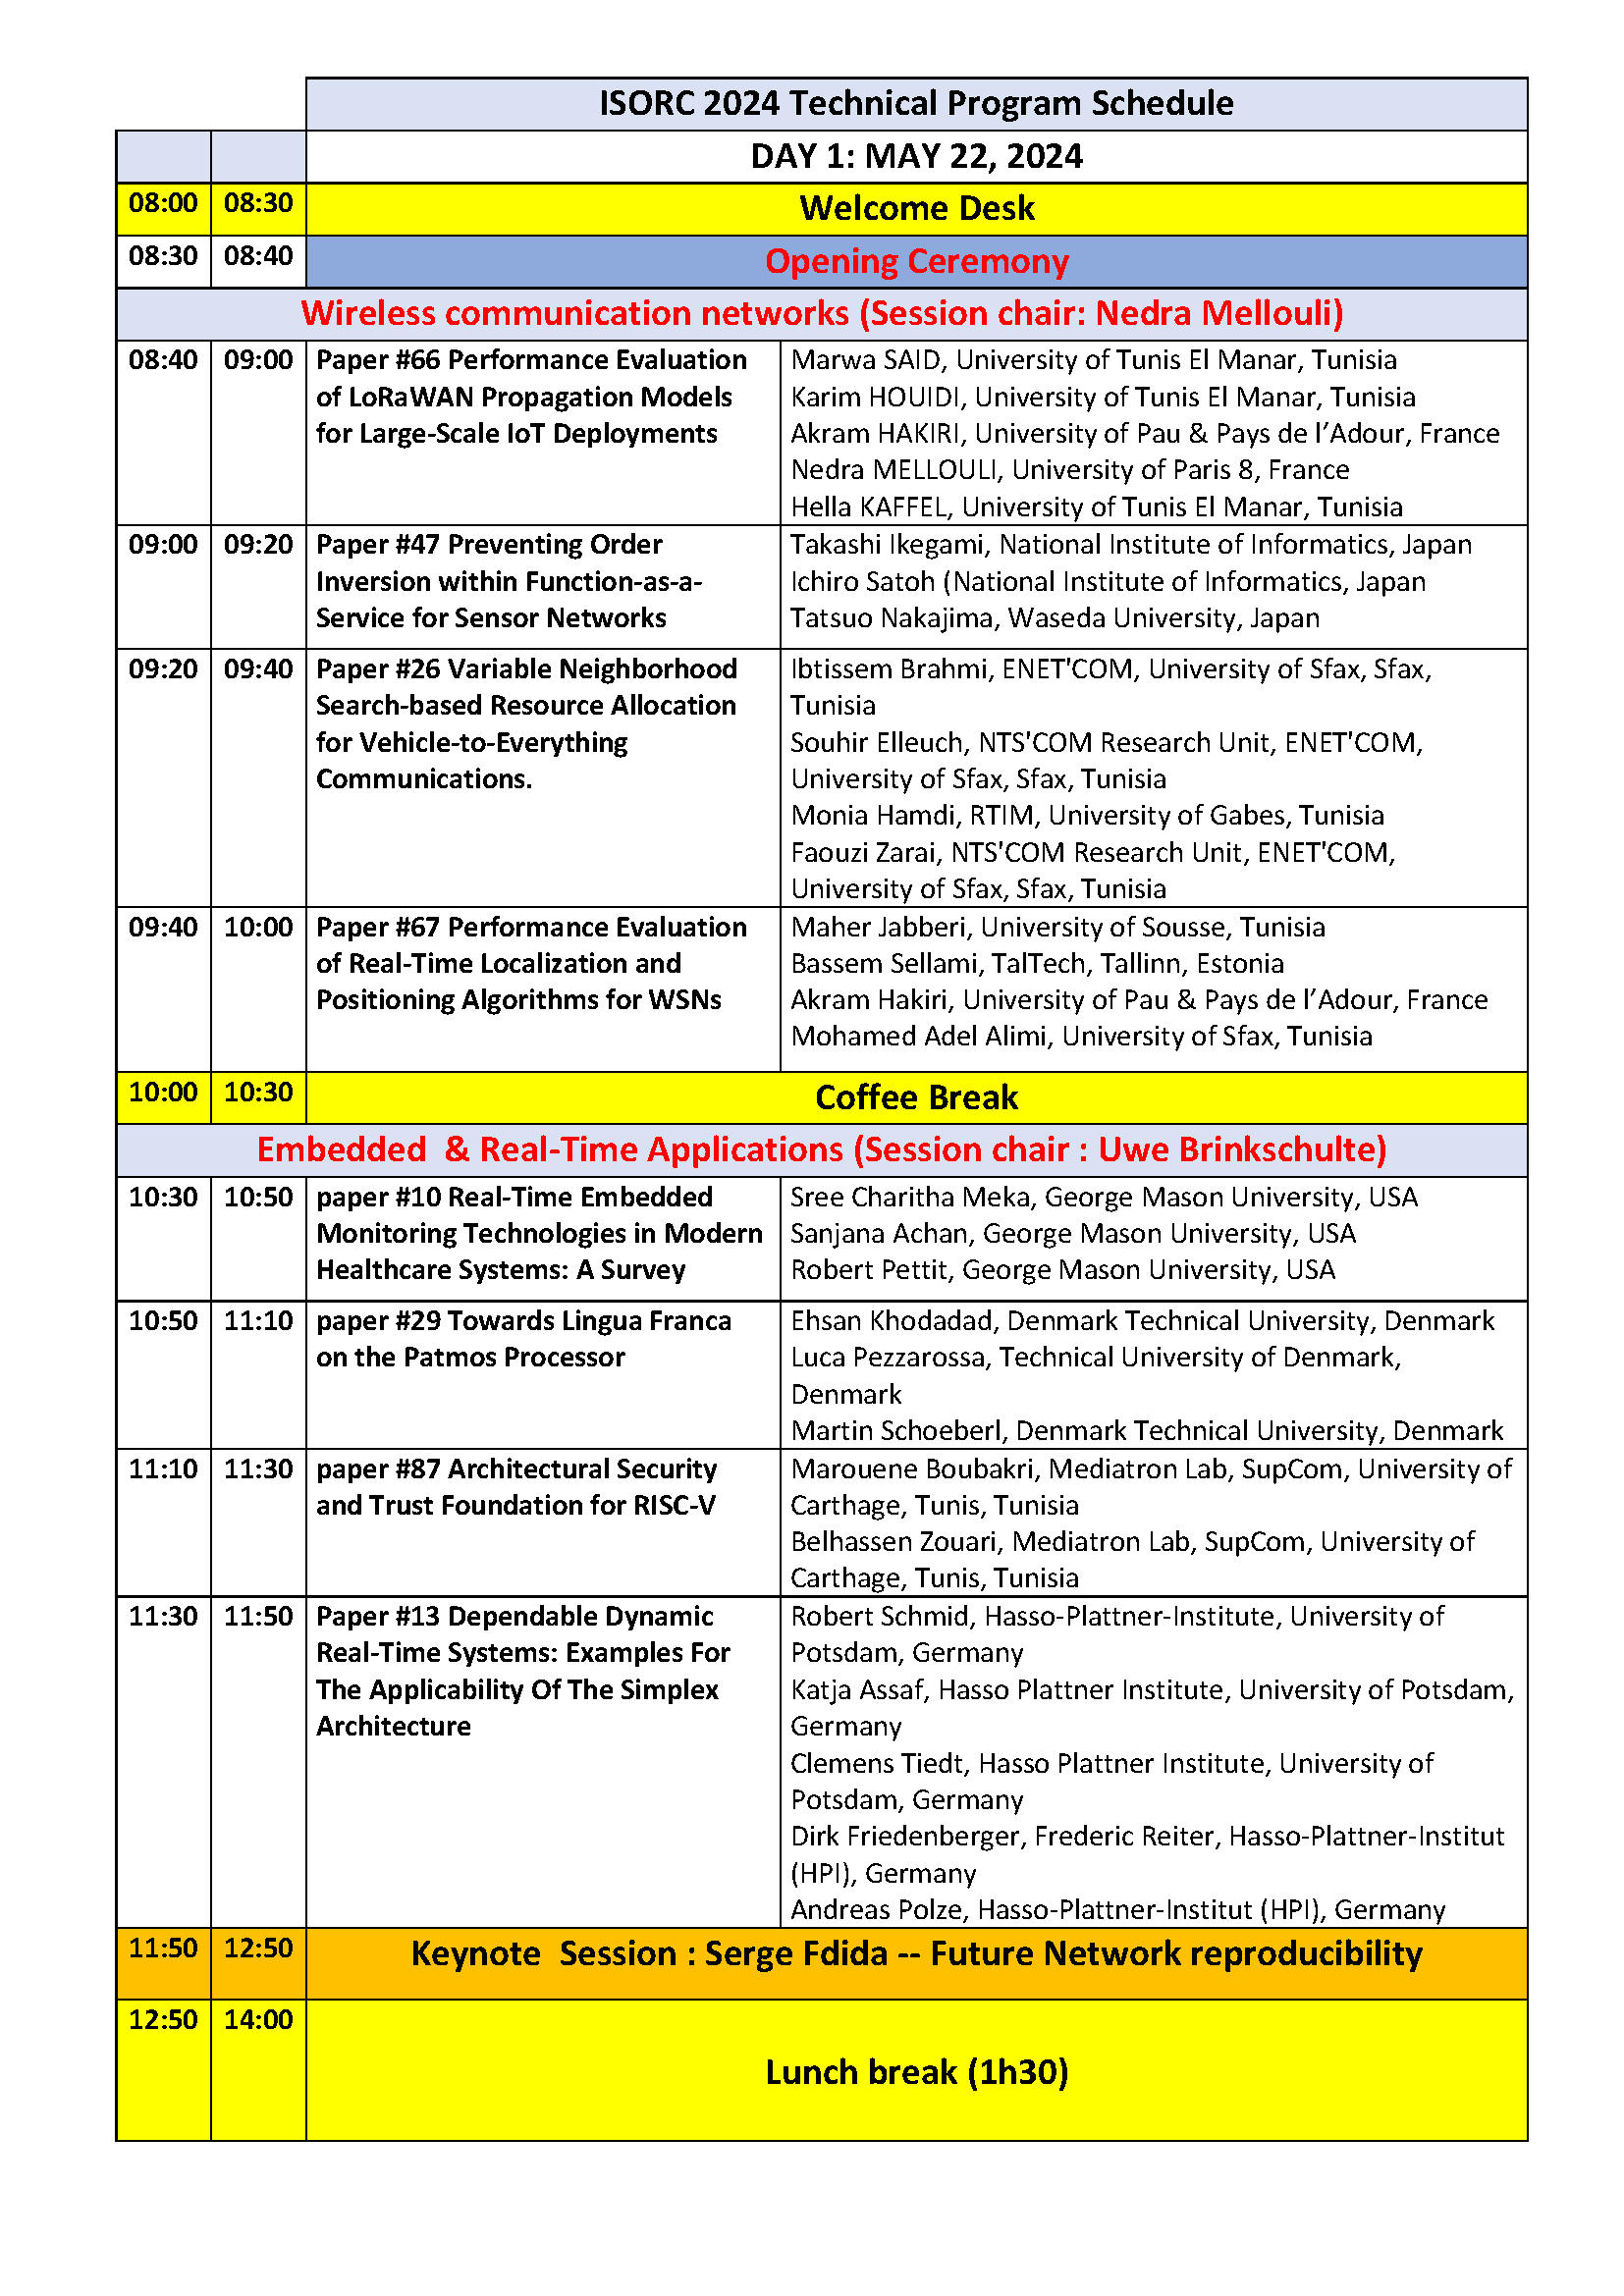 ISORC 2024 Technical Program Schedule
DAY 1: MAY 22, 2024
08:00 08:30 Welcome Desk
08:30 08:40 Opening Ceremony
Wireless communication networks (Session chair: Nedra Mellouli)
08:40 09:00 Paper #66 Performance Evaluation
of LoRaWAN Propagation Models
for Large-Scale IoT Deployments
Marwa SAID, University of Tunis El Manar, Tunisia
Karim HOUIDI, University of Tunis El Manar, Tunisia
Akram HAKIRI, University of Pau & Pays de l’Adour, France
Nedra MELLOULI, University of Paris 8, France
Hella KAFFEL, University of Tunis El Manar, Tunisia
09:00 09:20 Paper #47 Preventing Order
Inversion within Function-as-a-
Service for Sensor Networks
Takashi Ikegami, National Institute of Informatics, Japan
Ichiro Satoh (National Institute of Informatics, Japan
Tatsuo Nakajima, Waseda University, Japan
09:20 09:40 Paper #26 Variable Neighborhood
Search-based Resource Allocation
for Vehicle-to-Everything
Communications.
Ibtissem Brahmi, ENET'COM, University of Sfax, Sfax,
Tunisia
Souhir Elleuch, NTS'COM Research Unit, ENET'COM,
University of Sfax, Sfax, Tunisia
Monia Hamdi, RTIM, University of Gabes, Tunisia
Faouzi Zarai, NTS'COM Research Unit, ENET'COM,
University of Sfax, Sfax, Tunisia
09:40 10:00 Paper #67 Performance Evaluation
of Real-Time Localization and
Positioning Algorithms for WSNs
Maher Jabberi, University of Sousse, Tunisia
Bassem Sellami, TalTech, Tallinn, Estonia
Akram Hakiri, University of Pau & Pays de l’Adour, France
Mohamed Adel Alimi, University of Sfax, Tunisia
10:00 10:30 Coffee Break
Embedded & Real-Time Applications (Session chair : Uwe Brinkschulte)
10:30 10:50 paper #10 Real-Time Embedded
Monitoring Technologies in Modern
Healthcare Systems: A Survey
Sree Charitha Meka, George Mason University, USA
Sanjana Achan, George Mason University, USA
Robert Pettit, George Mason University, USA
10:50 11:10 paper #29 Towards Lingua Franca
on the Patmos Processor
Ehsan Khodadad, Denmark Technical University, Denmark
Luca Pezzarossa, Technical University of Denmark,
Denmark
Martin Schoeberl, Denmark Technical University, Denmark
11:10 11:30 paper #87 Architectural Security
and Trust Foundation for RISC-V
Marouene Boubakri, Mediatron Lab, SupCom, University of
Carthage, Tunis, Tunisia
Belhassen Zouari, Mediatron Lab, SupCom, University of
Carthage, Tunis, Tunisia
11:30 11:50 Paper #13 Dependable Dynamic
Real-Time Systems: Examples For
The Applicability Of The Simplex
Architecture
Robert Schmid, Hasso-Plattner-Institute, University of
Potsdam, Germany
Katja Assaf, Hasso Plattner Institute, University of Potsdam,
Germany
Clemens Tiedt, Hasso Plattner Institute, University of
Potsdam, Germany
Dirk Friedenberger, Frederic Reiter, Hasso-Plattner-Institut
(HPI), Germany
Andreas Polze, Hasso-Plattner-Institut (HPI), Germany
11:50 12:50 Keynote Session : Serge Fdida -- Future Network reproducibility
12:50 14:00 Lunch break (1h30)